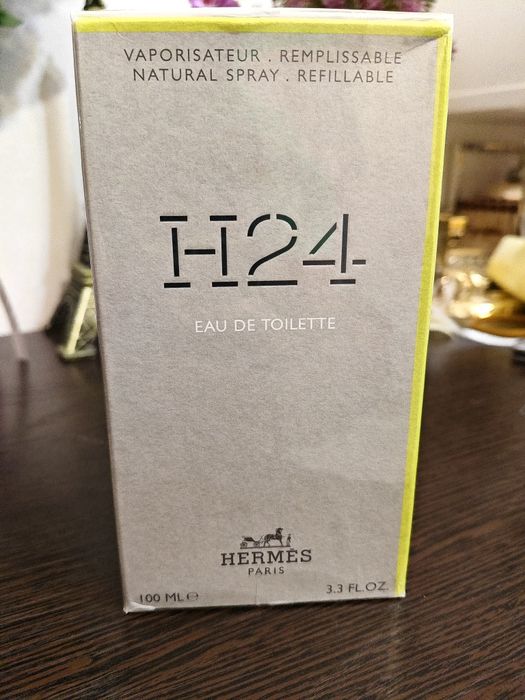 VAPORISATEUR . REMPLISSABLE
NATURAL SPRAY . REFILLABLE
H24
EAU DE TOILETTE
HERMÈS
PARIS
100 ML ℮ 3.3 FL.OZ.